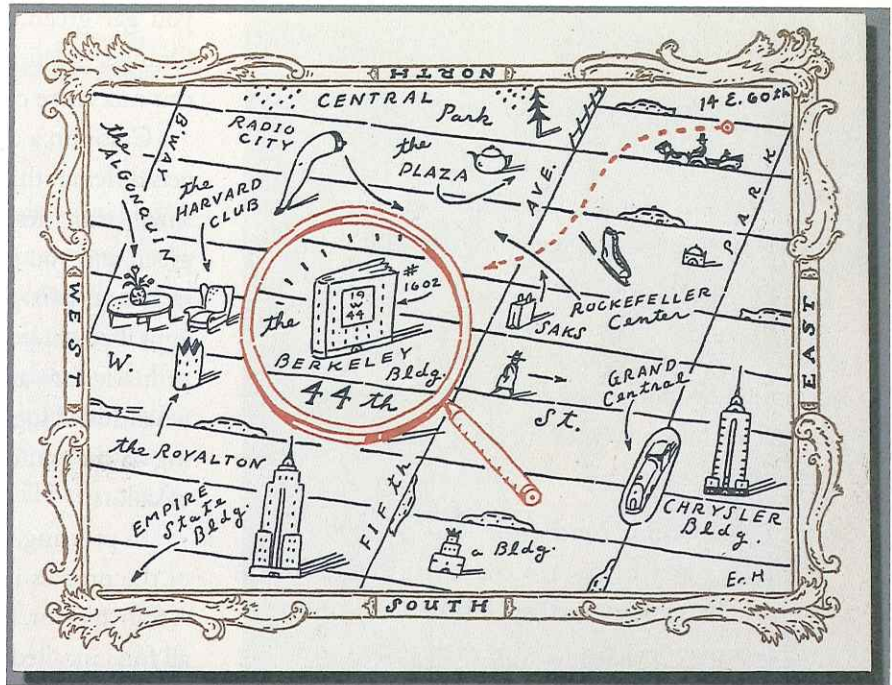 NORTH
CENTRAL
Park
14 E. 60th
B'WAY
RADIO
CITY
the
PLAZA
the
ALGONQUIN
the
HARVARD
CLUB
AVE.
PARK
WEST
EAST
#
1602
19
W
44
the
BERKELEY
Bldg.
ROCKEFELLER
Center
SAKS
W.
44th
St.
GRAND
Central
the ROYALTON
EMPIRE
State
Bldg.
FIFth
a Bldg.
CHRYSLER
Bldg
SOUTH